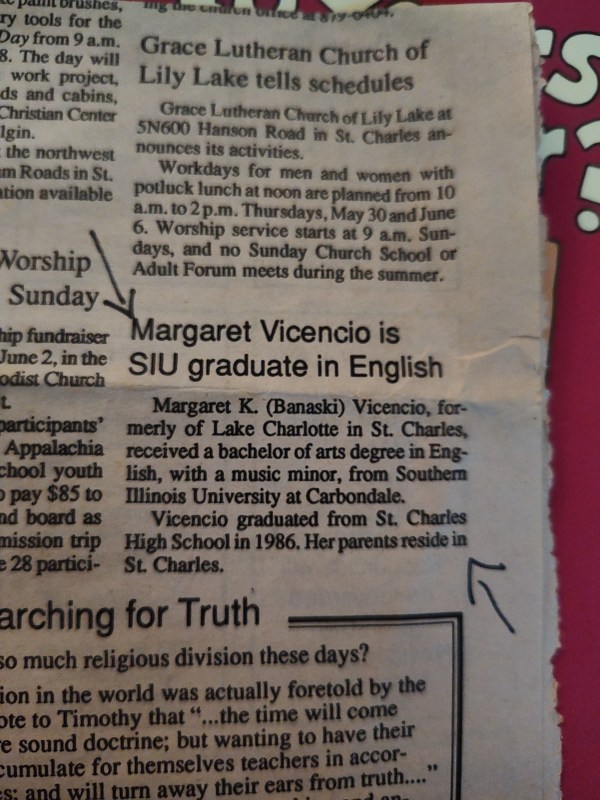 paint brushes,
ry tools for the
Day from 9 a.m.
8. The day will
work project,
ds and cabins,
Christian Center
lgin.
the northwest
m Roads in St.
ation available
Worship
Sunday
hip fundraiser
June 2, in the
odist Church
t.
participants'
Appalachia
chool youth
o pay $85 to
nd board as
mission trip
e 28 partici-
ing the church office at 879-0404.
Grace Lutheran Church of
Lily Lake tells schedules
Grace Lutheran Church of Lily Lake at
5N600 Hanson Road in St. Charles an-
nounces its activities.
Workdays for men and women with
potluck lunch at noon are planned from 10
a.m. to 2 p.m. Thursdays, May 30 and June
6. Worship service starts at 9 a.m. Sun-
days, and no Sunday Church School or
Adult Forum meets during the summer.
Margaret Vicencio is
SIU graduate in English
Margaret K. (Banaski) Vicencio, for-
merly of Lake Charlotte in St. Charles,
received a bachelor of arts degree in Eng-
lish, with a music minor, from Southern
Illinois University at Carbondale.
Vicencio graduated from St. Charles
High School in 1986. Her parents reside in
St. Charles.
arching for Truth
so much religious division these days?
ion in the world was actually foretold by the
ote to Timothy that "...the time will come
e sound doctrine; but wanting to have their
cumulate for themselves teachers in accor-
s; and will turn away their ears from truth...."